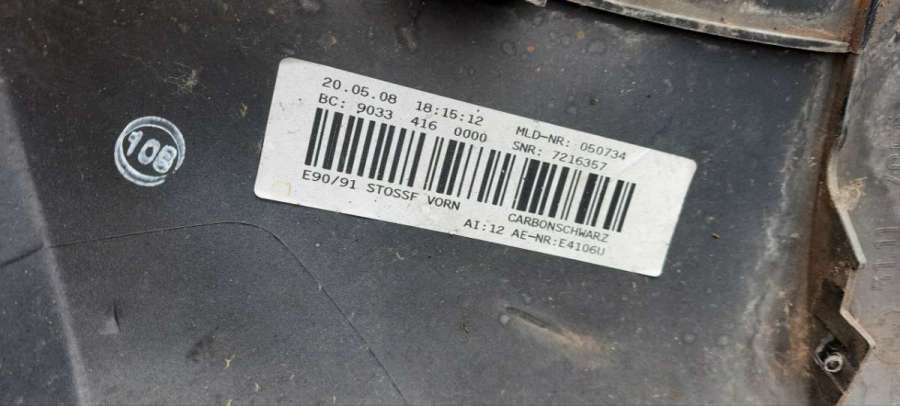 20.05.08 18:15:12 MLD-NR: 050734
BC: 9033 416 0000 SNR: 7216357
E90/91 STOSSF VORN CARBONSCHWARZ
AI:12 AE-NR:E4106U
10B